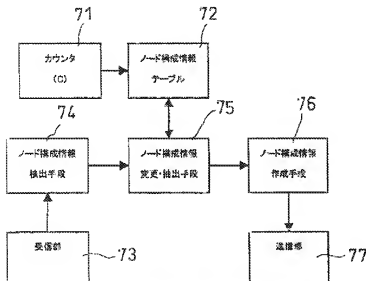 71
72
カウンタ
(C)
ノード構成情報
テーブル
74
75
76
ノード構成情報
検出手段
ノード構成情報
変更・抽出手段
ノード構成情報
作成手段
受信部
73
送信部
77